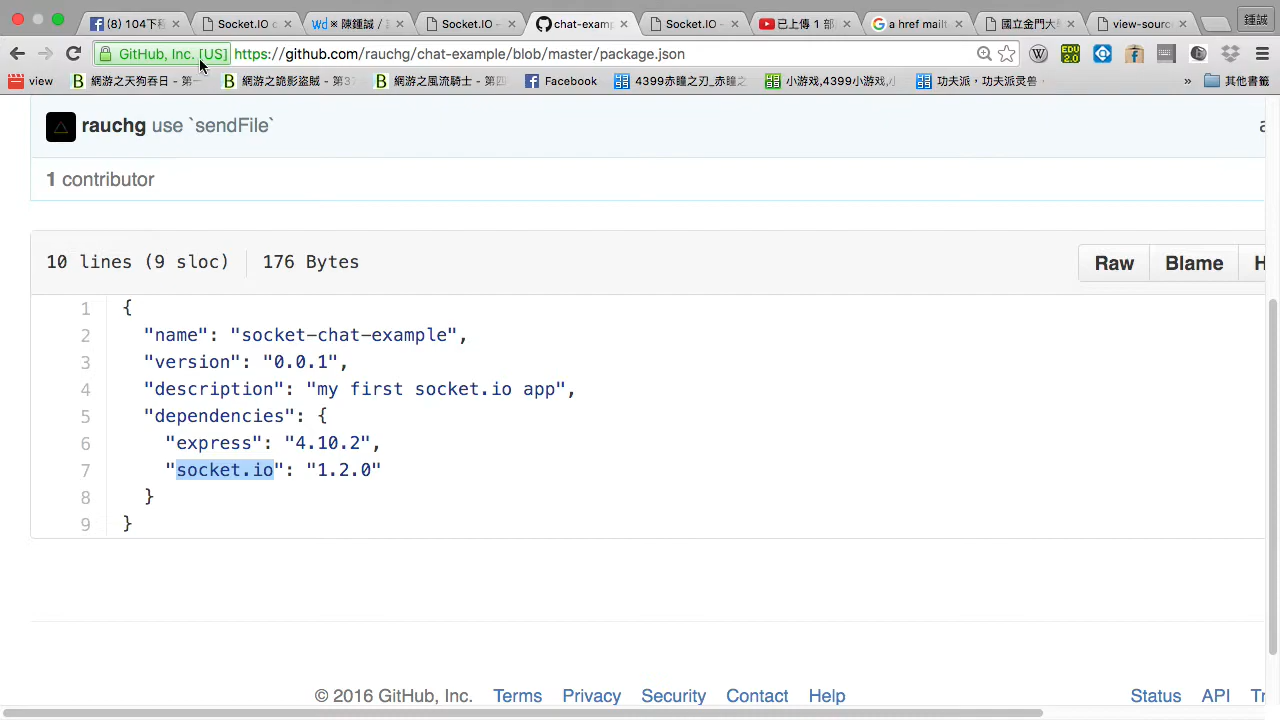 (8) 104下程
Socket.IO c
Wd ※ 陳鍾誠 /
Socket.IO –
chat-examp
Socket.IO –
已上傳 1 部
a href mailt
國立金門大
view-sourc
鍾誠
GitHub, Inc. [US] https://github.com/rauchg/chat-example/blob/master/package.json
view
B 網游之天狗春日 - 第一
B 網游之詭影盜賊 - 第3
B 網游之風流騎士 - 第四
Facebook
4399赤瞳之刃_赤瞳之
小游戏,4399小游戏,小
功夫派，功夫派灵兽
»
其他書籤
rauchg use `sendFile`
1 contributor
10 lines (9 sloc) 176 Bytes
Raw Blame H
1 {
2 "name": "socket-chat-example",
3 "version": "0.0.1",
4 "description": "my first socket.io app",
5 "dependencies": {
6 "express": "4.10.2",
7 "socket.io": "1.2.0"
8 }
9 }
© 2016 GitHub, Inc. Terms Privacy Security Contact Help Status API Tr